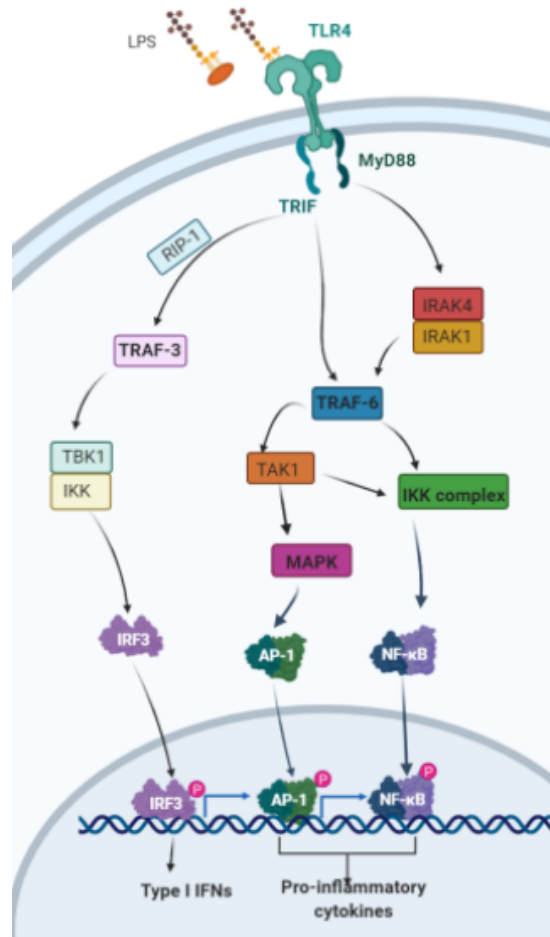 LPS
TLR4
MyD88
TRIF
RIP-1
IRAK4
IRAK1
TRAF-3
TRAF-6
TBK1
IKK
TAK1
IKK complex
MAPK
IRF3
AP-1
NF-κB
P
P
P
IRF3
AP-1
NF-κB
Type I IFNs
Pro-inflammatory
cytokines